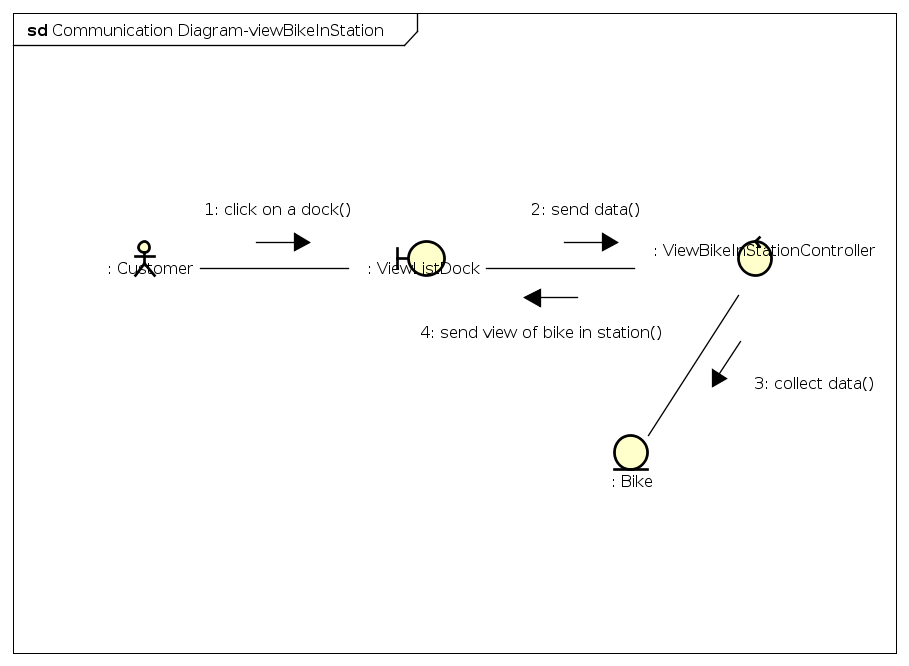 sd Communication Diagram-viewBikeInStation
1: click on a dock()
2: send data()
: ViewBikeInStationController
: Customer
: ViewListDock
4: send view of bike in station()
3: collect data()
: Bike